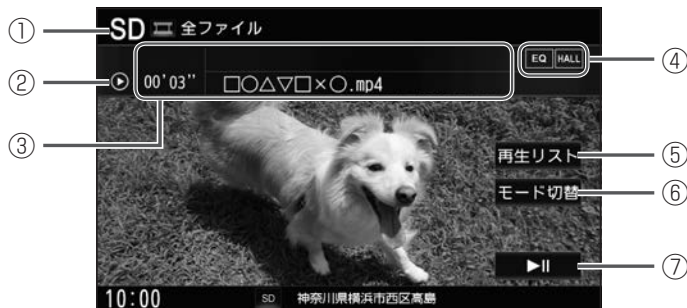 ① SD 全ファイル
EQ HALL ④
② 00'03'' □○△▽□×○.mp4
③
再生リスト ⑤
モード切替 ⑥
⑦
10:00 SD 神奈川県横浜市西区高島